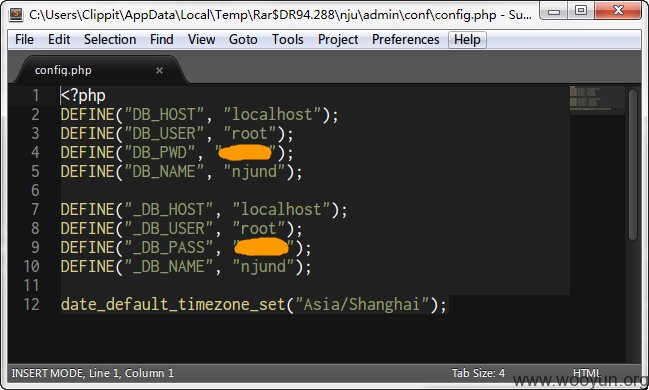 C:\Users\Clippit\AppData\Local\Temp\Rar$DR94.288\nju\admin\conf\config.php - Su...
File Edit Selection Find View Goto Tools Project Preferences Help
config.php
1 <?php
2 DEFINE("DB_HOST", "localhost");
3 DEFINE("DB_USER", "root");
4 DEFINE("DB_PWD", "");
5 DEFINE("DB_NAME", "njund");
6
7 DEFINE("_DB_HOST", "localhost");
8 DEFINE("_DB_USER", "root");
9 DEFINE("_DB_PASS", "");
10 DEFINE("_DB_NAME", "njund");
11
12 date_default_timezone_set("Asia/Shanghai");
INSERT MODE, Line 1, Column 1 Tab Size: 4 HTML
www.wooyun.org